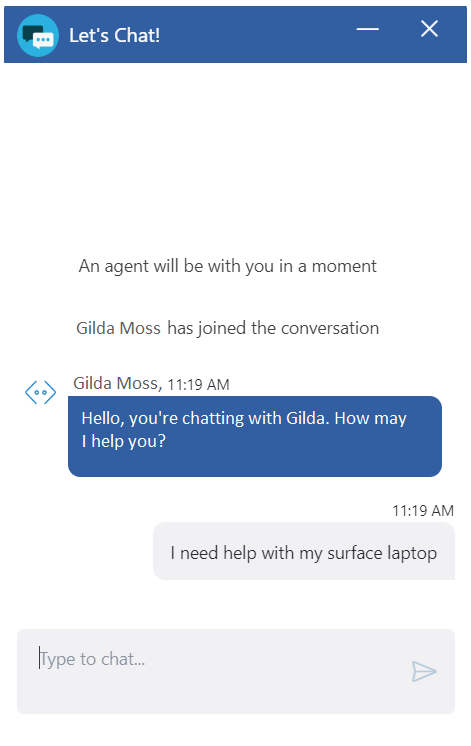 Let's Chat!
An agent will be with you in a moment
Gilda Moss has joined the conversation
Gilda Moss, 11:19 AM
Hello, you're chatting with Gilda. How may
I help you?
11:19 AM
I need help with my surface laptop
Type to chat...